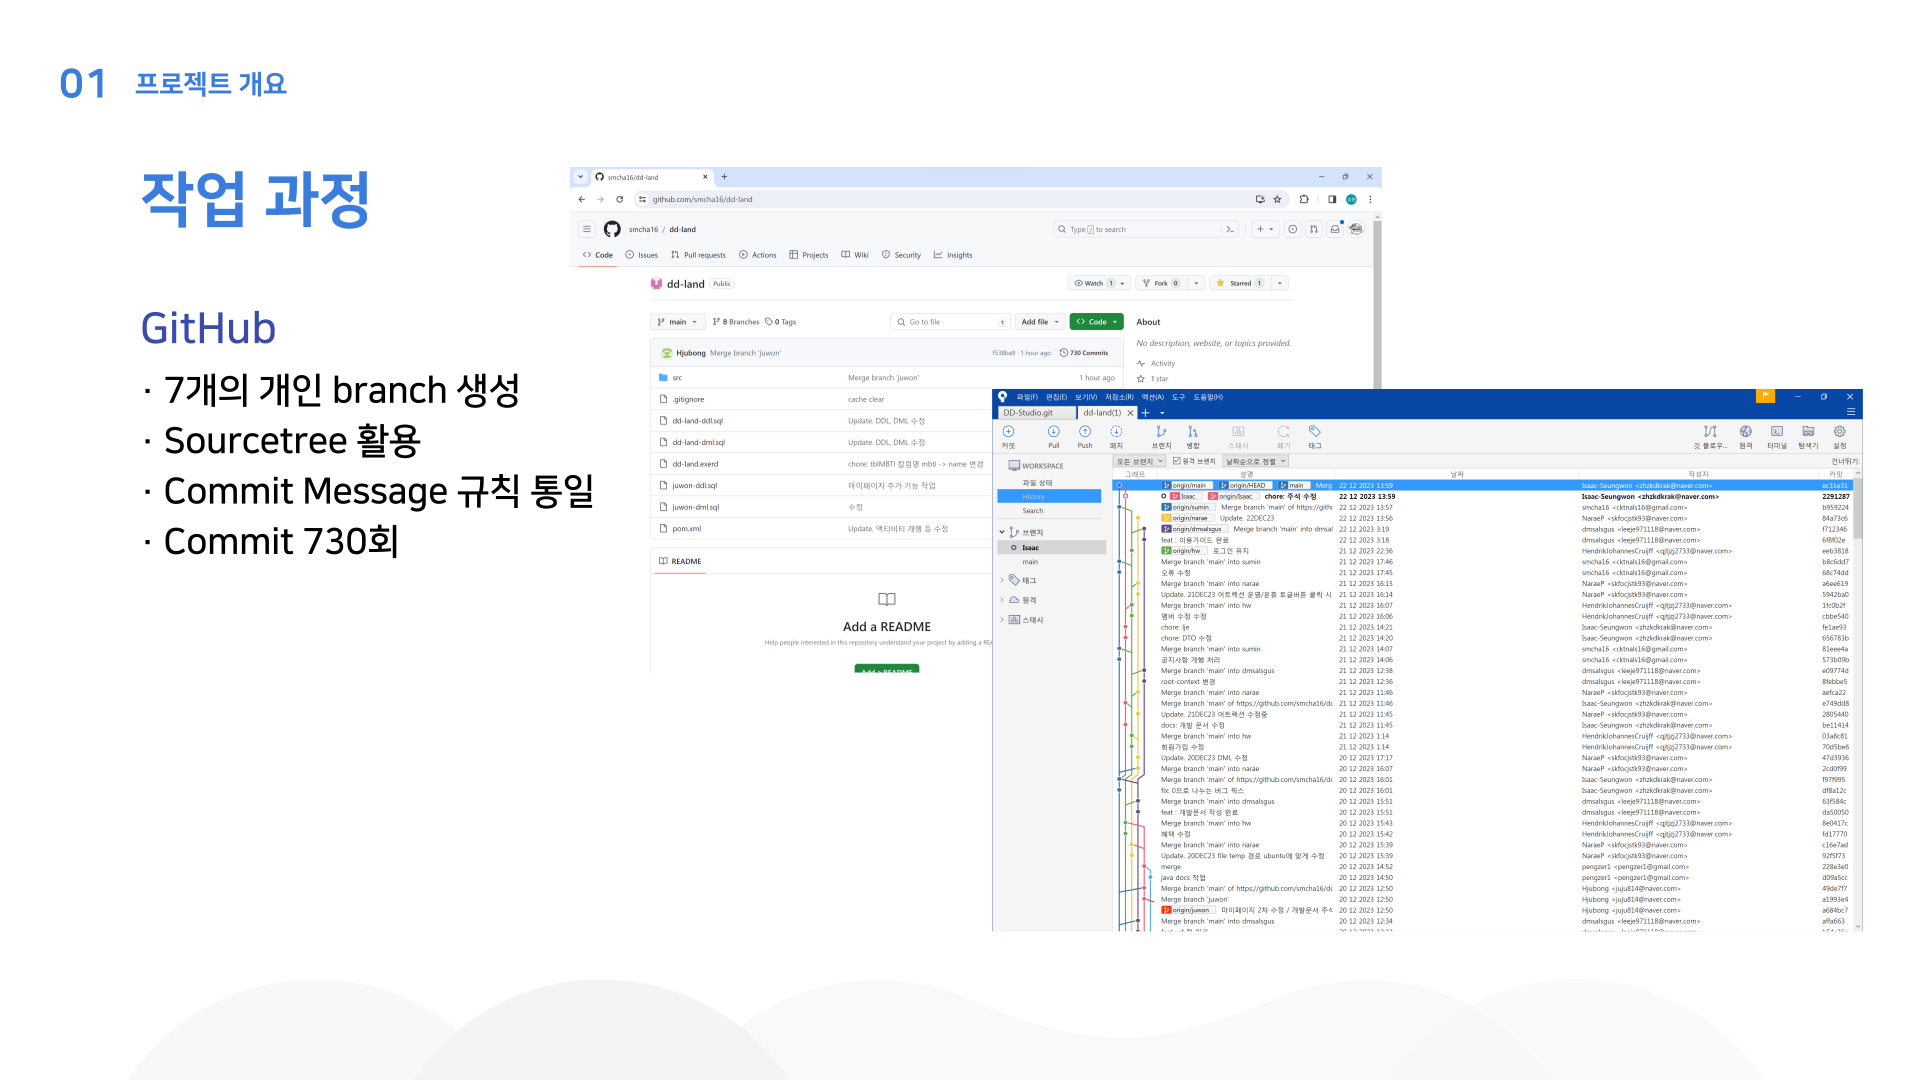 01 프로젝트 개요
작업 과정
GitHub
· 7개의 개인 branch 생성
· Sourcetree 활용
· Commit Message 규칙 통일
· Commit 730회
smcha16/dd-land
github.com/smcha16/dd-land
smcha16 / dd-land
Type / to search
Code Issues Pull requests Actions Projects Wiki Security Insights
dd-land Public
Watch 1 Fork 0 Starred 1
main 8 Branches 0 Tags Go to file t Add file Code
About
No description, website, or topics provided.
Activity
1 star
Hjubong Merge branch 'juwon' f538ba9 · 1 hour ago 730 Commits
src Merge branch 'juwon' 1 hour ago
.gitignore cache clear
dd-land-ddl.sql Update. DDL, DML 수정
dd-land-dml.sql Update. DDL, DML 수정
dd-land.exerd chore: tblMBTI 컬럼명 mbti -> name 변경
juwon-ddl.sql 마이페이지 추가 기능 작업
juwon-dml.sql 수정
pom.xml Update. 액티비티 개행 등 수정
README
Add a README
Help people interested in this repository understand your project by adding a REA
Add a README
파일(F) 편집(E) 보기(V) 저장소(R) 액션(A) 도구 도움말(H)
DD-Studio.git dd-land(1)
커밋 Pull Push 패치 브랜치 병합 스태시 폐기 태그 깃 플로우... 원격 터미널 탐색기 설정
모든 브랜치 원격 브랜치 날짜순으로 정렬 건너뛰기:
그래프 설명 날짜 작성자 커밋
WORKSPACE
파일 상태
History
Search
브랜치
Isaac
main
태그
원격
스태시
origin/main origin/HEAD main Merg 22 12 2023 13:59 Isaac-Seungwon <zhzkdkrak@naver.com> ec31e31
Isaac origin/Isaac chore: 주석 수정 22 12 2023 13:59 Isaac-Seungwon <zhzkdkrak@naver.com> 2291287
origin/sumin Merge branch 'main' of https://gith 22 12 2023 13:57 smcha16 <cktnals16@gmail.com> b959224
origin/narae Update. 22DEC23 22 12 2023 13:56 NaraeP <skfocjstk93@naver.com> 84a73c6
origin/dmsalsgus Merge branch 'main' into dmsal 22 12 2023 3:19 dmsalsgus <leeje971118@naver.com> f712346
feat : 이용가이드 완료 22 12 2023 3:18 dmsalsgus <leeje971118@naver.com> 6f8f02e
origin/hw 로그인 유지 21 12 2023 22:36 HendrikJohannesCruijff <qjtjzj2733@naver.com> eeb3818
Merge branch 'main' into sumin 21 12 2023 17:46 smcha16 <cktnals16@gmail.com> b8c6dd7
오류 수정 21 12 2023 17:45 smcha16 <cktnals16@gmail.com> 68c74dd
Merge branch 'main' into narae 21 12 2023 16:15 NaraeP <skfocjstk93@naver.com> a6ee619
Update. 21DEC23 어트랙션 운영/운휴 토글버튼 클릭 시 21 12 2023 16:14 NaraeP <skfocjstk93@naver.com> 5942ba0
Merge branch 'main' into hw 21 12 2023 16:07 HendrikJohannesCruijff <qjtjzj2733@naver.com> 1fc0b2f
맴버 수정 수정 21 12 2023 16:06 HendrikJohannesCruijff <qjtjzj2733@naver.com> cbbe540
chore: lje 21 12 2023 14:21 Isaac-Seungwon <zhzkdkrak@naver.com> fe1ae93
chore: DTO 수정 21 12 2023 14:20 Isaac-Seungwon <zhzkdkrak@naver.com> 656783b
Merge branch 'main' into sumin 21 12 2023 14:07 smcha16 <cktnals16@gmail.com> 81eee4a
공지사항 개행 처리 21 12 2023 14:06 smcha16 <cktnals16@gmail.com> 573b09b
Merge branch 'main' into dmsalsgus 21 12 2023 12:38 dmsalsgus <leeje971118@naver.com> e09774d
root-context 변경 21 12 2023 12:36 dmsalsgus <leeje971118@naver.com> 8febbe5
Merge branch 'main' into narae 21 12 2023 11:46 NaraeP <skfocjstk93@naver.com> aefca22
Merge branch 'main' of https://github.com/smcha16/dd 21 12 2023 11:46 Isaac-Seungwon <zhzkdkrak@naver.com> e749dd8
Update. 21DEC23 어트랙션 수정중 21 12 2023 11:45 NaraeP <skfocjstk93@naver.com> 2805440
docs: 개발 문서 수정 21 12 2023 11:45 Isaac-Seungwon <zhzkdkrak@naver.com> be11414
Merge branch 'main' into hw 21 12 2023 1:14 HendrikJohannesCruijff <qjtjzj2733@naver.com> 03a8c81
회원가입 수정 21 12 2023 1:14 HendrikJohannesCruijff <qjtjzj2733@naver.com> 70d5be6
Update. 20DEC23 DML 수정 20 12 2023 17:17 NaraeP <skfocjstk93@naver.com> 47d3936
Merge branch 'main' into narae 20 12 2023 16:07 NaraeP <skfocjstk93@naver.com> 2cd0f99
Merge branch 'main' of https://github.com/smcha16/dd 20 12 2023 16:01 Isaac-Seungwon <zhzkdkrak@naver.com> f97f995
fix: 0으로 나누는 버그 픽스 20 12 2023 16:01 Isaac-Seungwon <zhzkdkrak@naver.com> df8a12c
Merge branch 'main' into dmsalsgus 20 12 2023 15:51 dmsalsgus <leeje971118@naver.com> 63f584c
feat : 개발문서 작성 완료 20 12 2023 15:51 dmsalsgus <leeje971118@naver.com> da50050
Merge branch 'main' into hw 20 12 2023 15:43 HendrikJohannesCruijff <qjtjzj2733@naver.com> 8e0417c
혜택 수정 20 12 2023 15:42 HendrikJohannesCruijff <qjtjzj2733@naver.com> fd17770
Merge branch 'main' into narae 20 12 2023 15:39 NaraeP <skfocjstk93@naver.com> c16e7ad
Update. 20DEC23 file temp 경로 ubuntu에 맞게 수정 20 12 2023 15:39 NaraeP <skfocjstk93@naver.com> 92f5f73
merge 20 12 2023 14:52 pengzer1 <pengzer1@gmail.com> 228e3e0
java docs 작업 20 12 2023 14:50 pengzer1 <pengzer1@gmail.com> d09a5cc
Merge branch 'main' of https://github.com/smcha16/dd 20 12 2023 12:50 Hjubong <juju814@naver.com> 49de7f7
Merge branch 'juwon' 20 12 2023 12:50 Hjubong <juju814@naver.com> a1993e4
origin/juwon 마이페이지 2차 수정 / 개발문서 주석 20 12 2023 12:50 Hjubong <juju814@naver.com> a684bc7
Merge branch 'main' into dmsalsgus 20 12 2023 12:34 dmsalsgus <leeje971118@naver.com> affa663